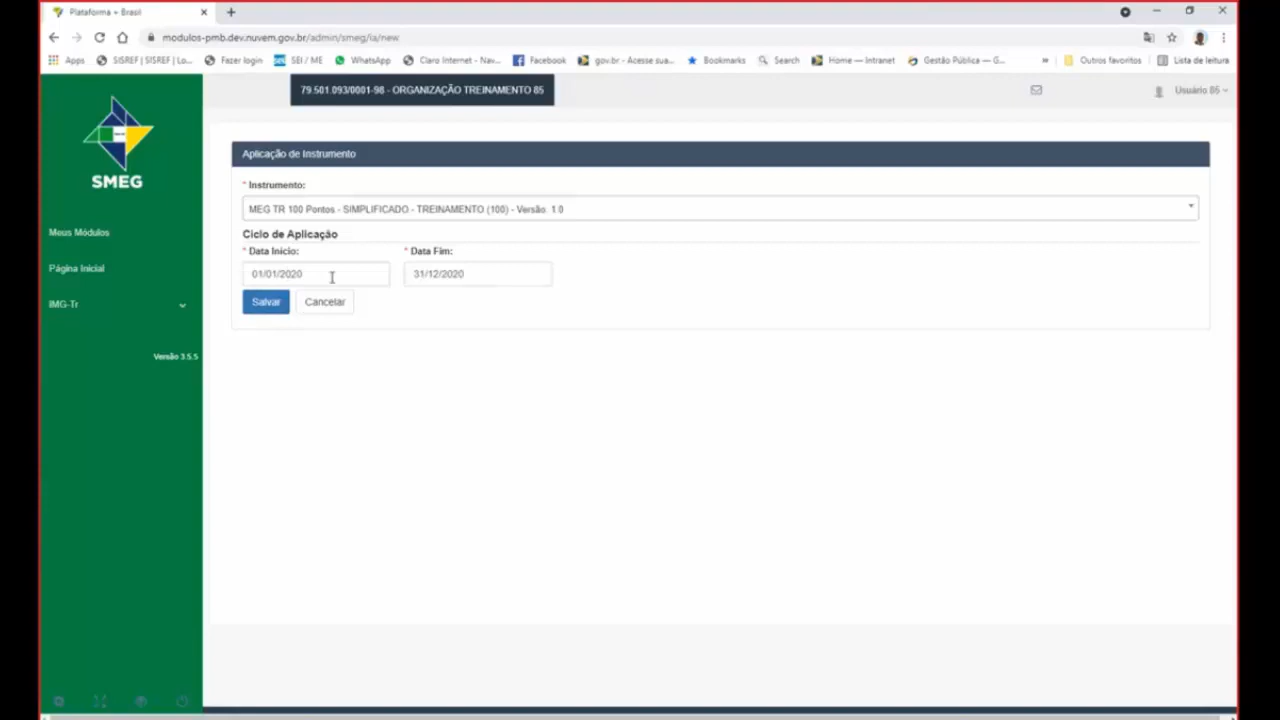 Plataforma + Brasil
modulos-pmb.dev.nuvem.gov.br/admin/smeg/ia/new
Apps SISREF | SISREF | Lo... Fazer login SEI / ME WhatsApp Claro Internet - Nav... Facebook gov.br - Acesse sua... Bookmarks Search Home — Intranet Gestão Pública — G... » Outros favoritos Lista de leitura
79.501.093/0001-98 - ORGANIZAÇÃO TREINAMENTO 85
Usuário 85
SMEG
Meus Módulos
Página Inicial
IMG-Tr
Versão 3.5.5
Aplicação de Instrumento
* Instrumento:
MEG TR 100 Pontos - SIMPLIFICADO - TREINAMENTO (100) - Versão 1.0
Ciclo de Aplicação
* Data Início: * Data Fim:
01/01/2020 31/12/2020
Salvar Cancelar